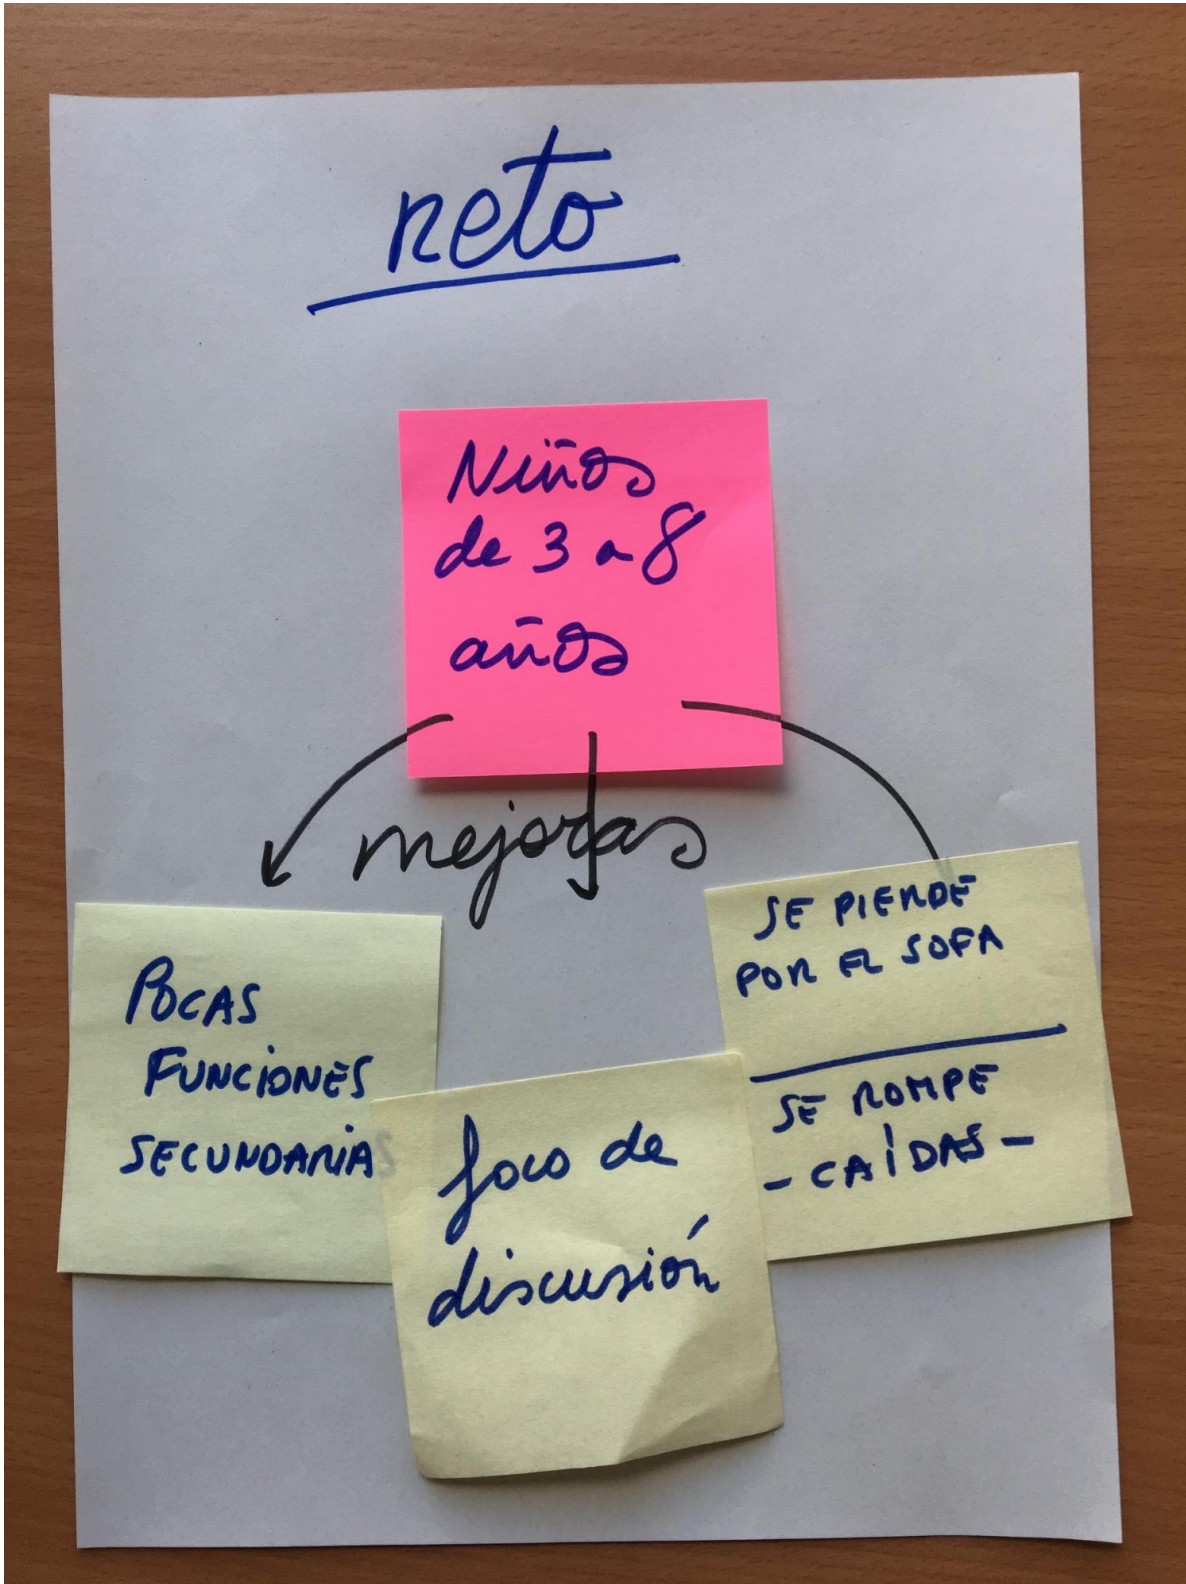 reto
Niños
de 3 a 8
años
mejoras
POCAS
FUNCIONES
SECUNDARIAS
foco de
discusión
SE PIERDE
POR EL SOFA
SE ROMPE
- CAÍDAS -